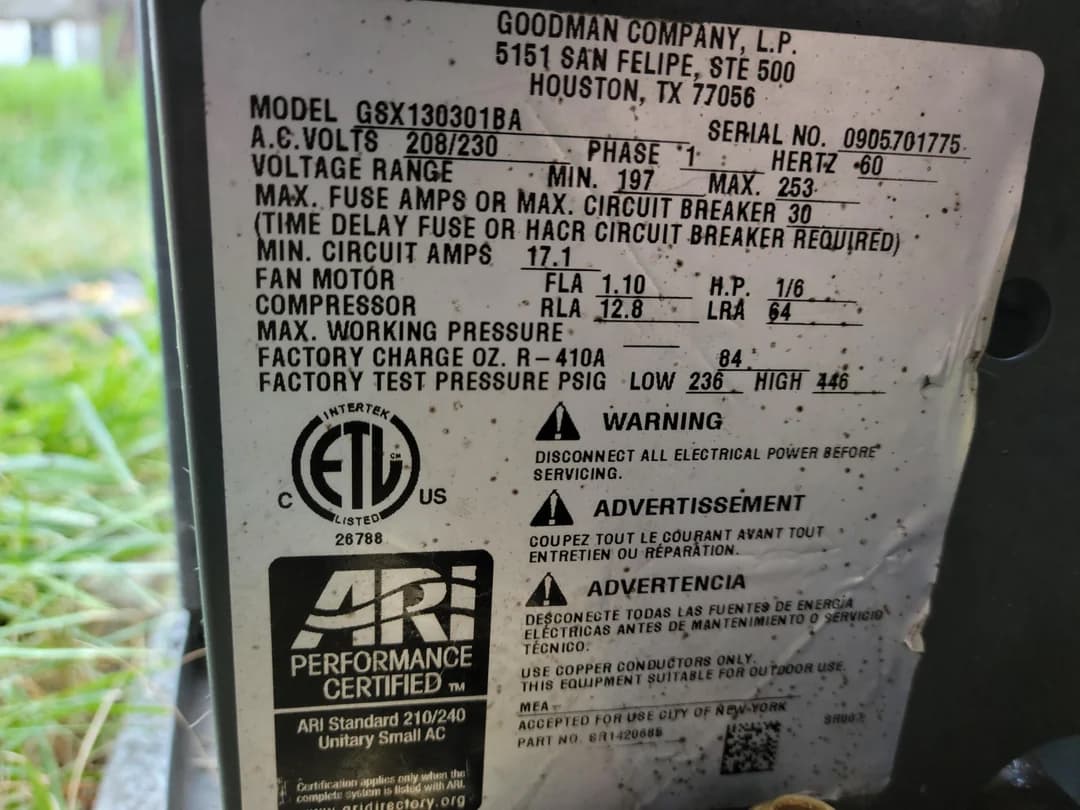 GOODMAN COMPANY, L.P.
5151 SAN FELIPE, STE 500
HOUSTON, TX 77056
MODEL GSX130301BA SERIAL NO. 0905701775
A.C. VOLTS 208/230 PHASE 1 HERTZ 60
VOLTAGE RANGE MIN. 197 MAX. 253
MAX. FUSE AMPS OR MAX. CIRCUIT BREAKER 30
(TIME DELAY FUSE OR HACR CIRCUIT BREAKER REQUIRED)
MIN. CIRCUIT AMPS 17.1
FAN MOTOR FLA 1.10 H.P. 1/6
COMPRESSOR RLA 12.8 LRA 64
MAX. WORKING PRESSURE
FACTORY CHARGE OZ. R-410A 84
FACTORY TEST PRESSURE PSIG LOW 236 HIGH 446
INTERTEK
ETL CM
C US
LISTED
26788
WARNING
DISCONNECT ALL ELECTRICAL POWER BEFORE
SERVICING.
ADVERTISSEMENT
COUPEZ TOUT LE COURANT AVANT TOUT
ENTRETIEN OU RÉPARATION.
ADVERTENCIA
DESCONECTE TODAS LAS FUENTES DE ENERGÍA
ELÉCTRICAS ANTES DE MANTENIMIENTO O SERVICIO
TÉCNICO.
USE COPPER CONDUCTORS ONLY.
THIS EQUIPMENT SUITABLE FOR OUTDOOR USE.
MEA
ACCEPTED FOR USE CITY OF NEW YORK
PART NO.
ARI
PERFORMANCE
CERTIFIED TM
ARI Standard 210/240
Unitary Small AC
Certification applies only when the
complete system is listed with ARI.
www.aridirectory.org